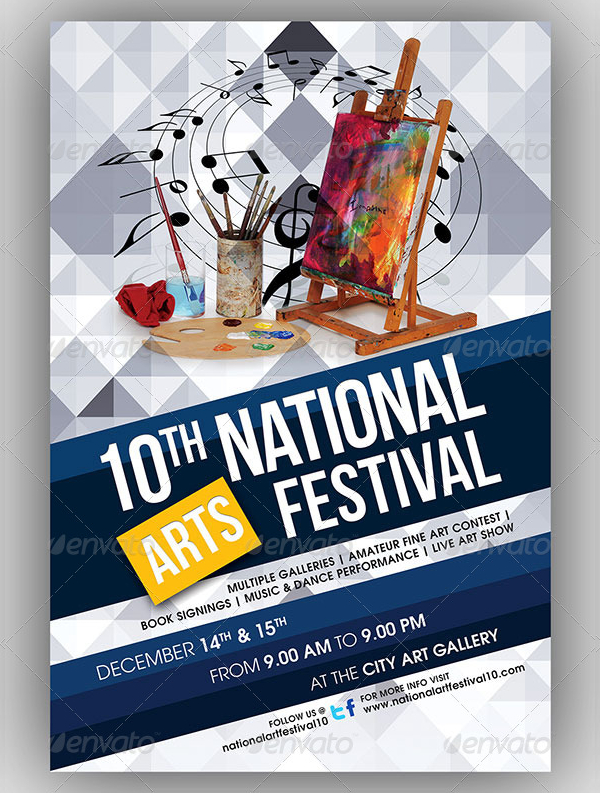 Imagine
10TH NATIONAL
ARTS FESTIVAL
MULTIPLE GALLERIES | AMATEUR FINE ART CONTEST |
BOOK SIGNINGS | MUSIC & DANCE PERFORMANCE | LIVE ART SHOW
DECEMBER 14TH & 15TH
FROM 9.00 AM TO 9.00 PM
AT THE CITY ART GALLERY
FOLLOW US @
nationalartfestival10
FOR MORE INFO VISIT
www.nationalartfestival10.com
envato